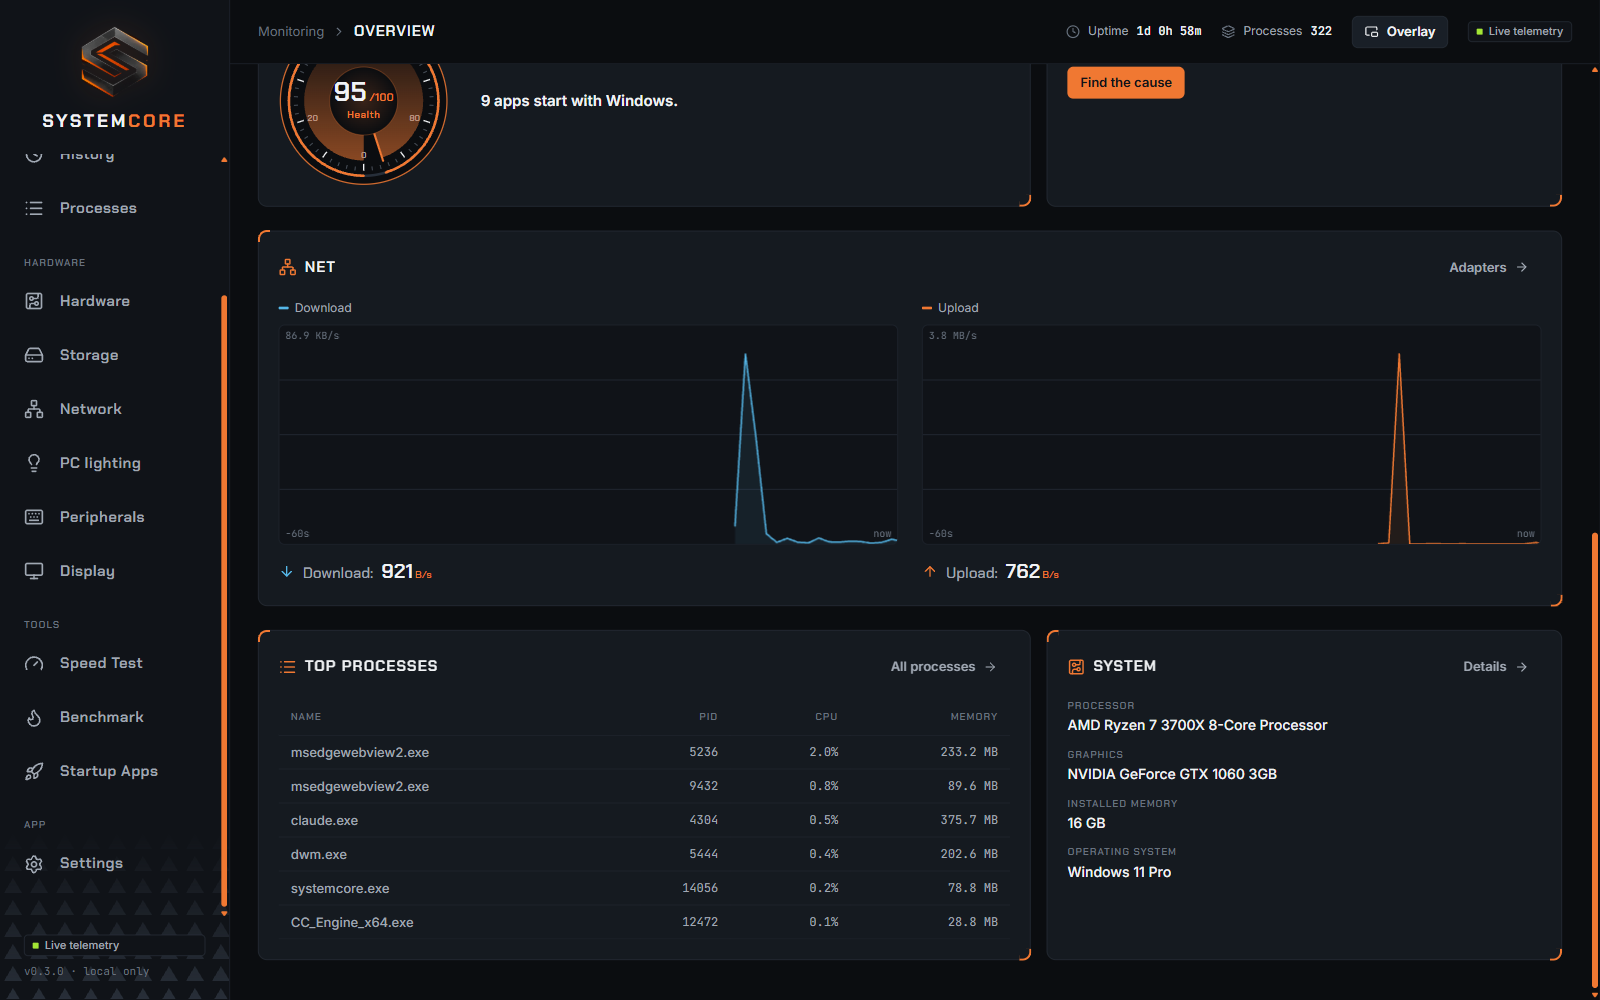 SYSTEMCORE
History
Processes
HARDWARE
Hardware
Storage
Network
PC lighting
Peripherals
Display
TOOLS
Speed Test
Benchmark
Startup Apps
APP
Settings
Live telemetry
v0.3.0 · local only
Monitoring > OVERVIEW
Uptime 1d 0h 58m
Processes 322
Overlay
Live telemetry
95 /100
Health
20
80
0
9 apps start with Windows.
Find the cause
NET
Adapters →
Download
86.9 KB/s
-60s
now
Download: 921 B/s
Upload
3.8 MB/s
-60s
now
Upload: 762 B/s
TOP PROCESSES
All processes →
NAME PID CPU MEMORY
msedgewebview2.exe 5236 2.0% 233.2 MB
msedgewebview2.exe 9432 0.8% 89.6 MB
claude.exe 4304 0.5% 375.7 MB
dwm.exe 5444 0.4% 202.6 MB
systemcore.exe 14056 0.2% 78.8 MB
CC_Engine_x64.exe 12472 0.1% 28.8 MB
SYSTEM
Details →
PROCESSOR
AMD Ryzen 7 3700X 8-Core Processor
GRAPHICS
NVIDIA GeForce GTX 1060 3GB
INSTALLED MEMORY
16 GB
OPERATING SYSTEM
Windows 11 Pro